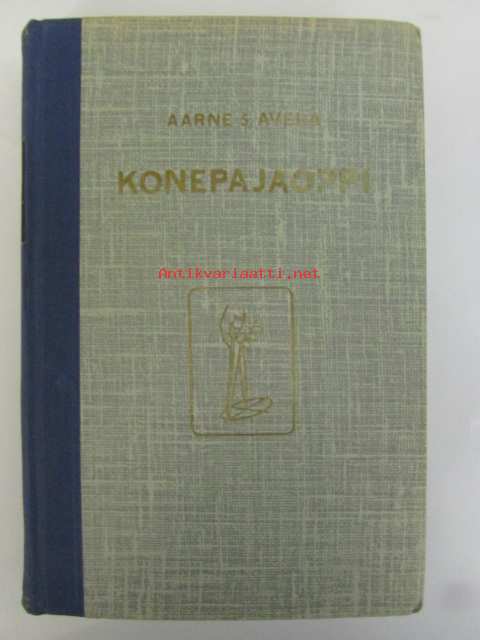 AARNE S. AVELA
KONEPAJAOPPI
Antikvariaatti.net